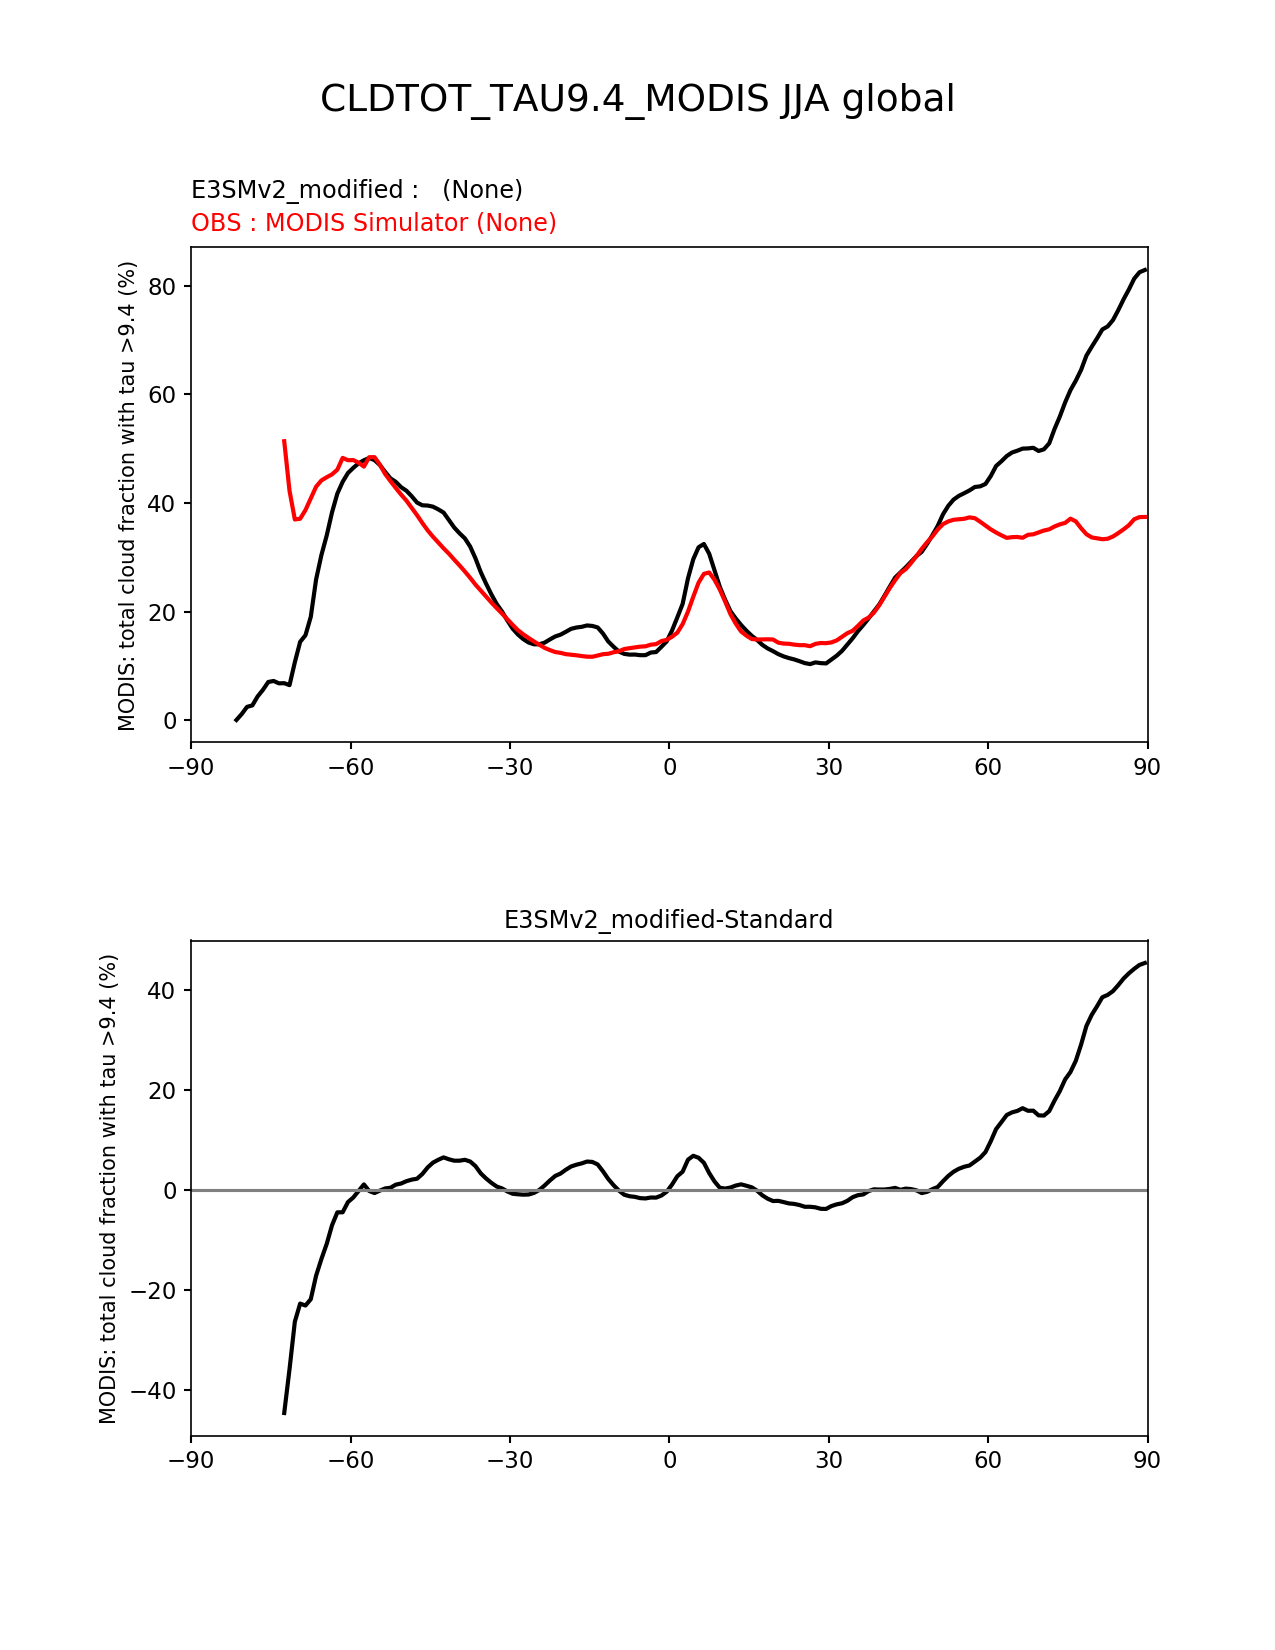 CLDTOT_TAU9.4_MODIS JJA global
E3SMv2_modified :   (None)
OBS : MODIS Simulator (None)
MODIS: total cloud fraction with tau >9.4 (%)
80
60
40
20
0
−90 −60 −30 0 30 60 90
E3SMv2_modified-Standard
MODIS: total cloud fraction with tau >9.4 (%)
40
20
0
−20
−40
−90 −60 −30 0 30 60 90